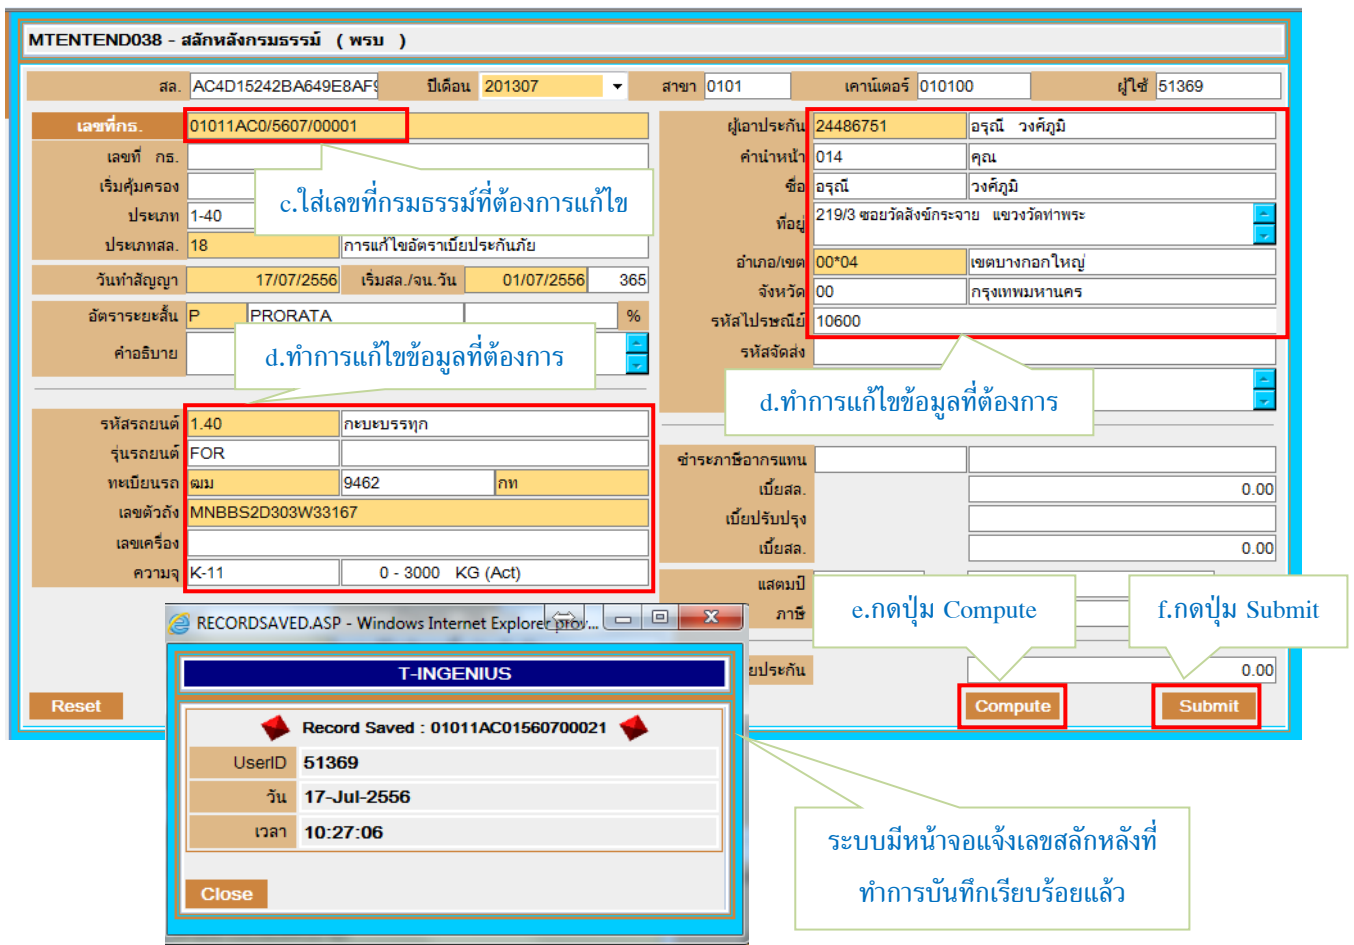 MTENTEND038 - สลักหลังกรมธรรม์ ( พรบ )
สล. AC4D15242BA649E8AF9 ปีเดือน 201307 สาขา 0101 เคาน์เตอร์ 010100 ผู้ใช้ 51369
เลขที่กธ. 01011AC0/5607/00001
เลขที่ กธ.
เริ่มคุ้มครอง
c.ใส่เลขที่กรมธรรม์ที่ต้องการแก้ไข
ประเภท 1-40
ประเภทสล. 18 การแก้ไขอัตราเบี้ยประกันภัย
วันทำสัญญา 17/07/2556 เริ่มสล./จน.วัน 01/07/2556 365
อัตราระยะสั้น P PRORATA %
คำอธิบาย
d.ทำการแก้ไขข้อมูลที่ต้องการ
รหัสรถยนต์ 1.40 กะบะบรรทุก
รุ่นรถยนต์ FOR
ทะเบียนรถ ฒม 9462 กท
เลขตัวถัง MNBBS2D303W33167
เลขเครื่อง
ความจุ K-11 0 - 3000 KG (Act)
ผู้เอาประกัน 24486751 อรุณี วงศ์ภูมิ
คำนำหน้า 014 คุณ
ชื่อ อรุณี วงศ์ภูมิ
ที่อยู่ 219/3 ซอยวัดสังข์กระจาย แขวงวัดท่าพระ
อำเภอ/เขต 00*04 เขตบางกอกใหญ่
จังหวัด 00 กรุงเทพมหานคร
รหัสไปรษณีย์ 10600
รหัสจัดส่ง
d.ทำการแก้ไขข้อมูลที่ต้องการ
ชำระภาษีอากรแทน
เบี้ยสล. 0.00
เบี้ยปรับปรุง
เบี้ยสล. 0.00
แสตมป์
ภาษี
e.กดปุ่ม Compute
f.กดปุ่ม Submit
ยประกัน 0.00
Reset
Compute
Submit
RECORDSAVED.ASP - Windows Internet Explorer prov...
T-INGENIUS
Record Saved : 01011AC01560700021
UserID 51369
วัน 17-Jul-2556
เวลา 10:27:06
Close
ระบบมีหน้าจอแจ้งเลขสลักหลังที่
ทำการบันทึกเรียบร้อยแล้ว